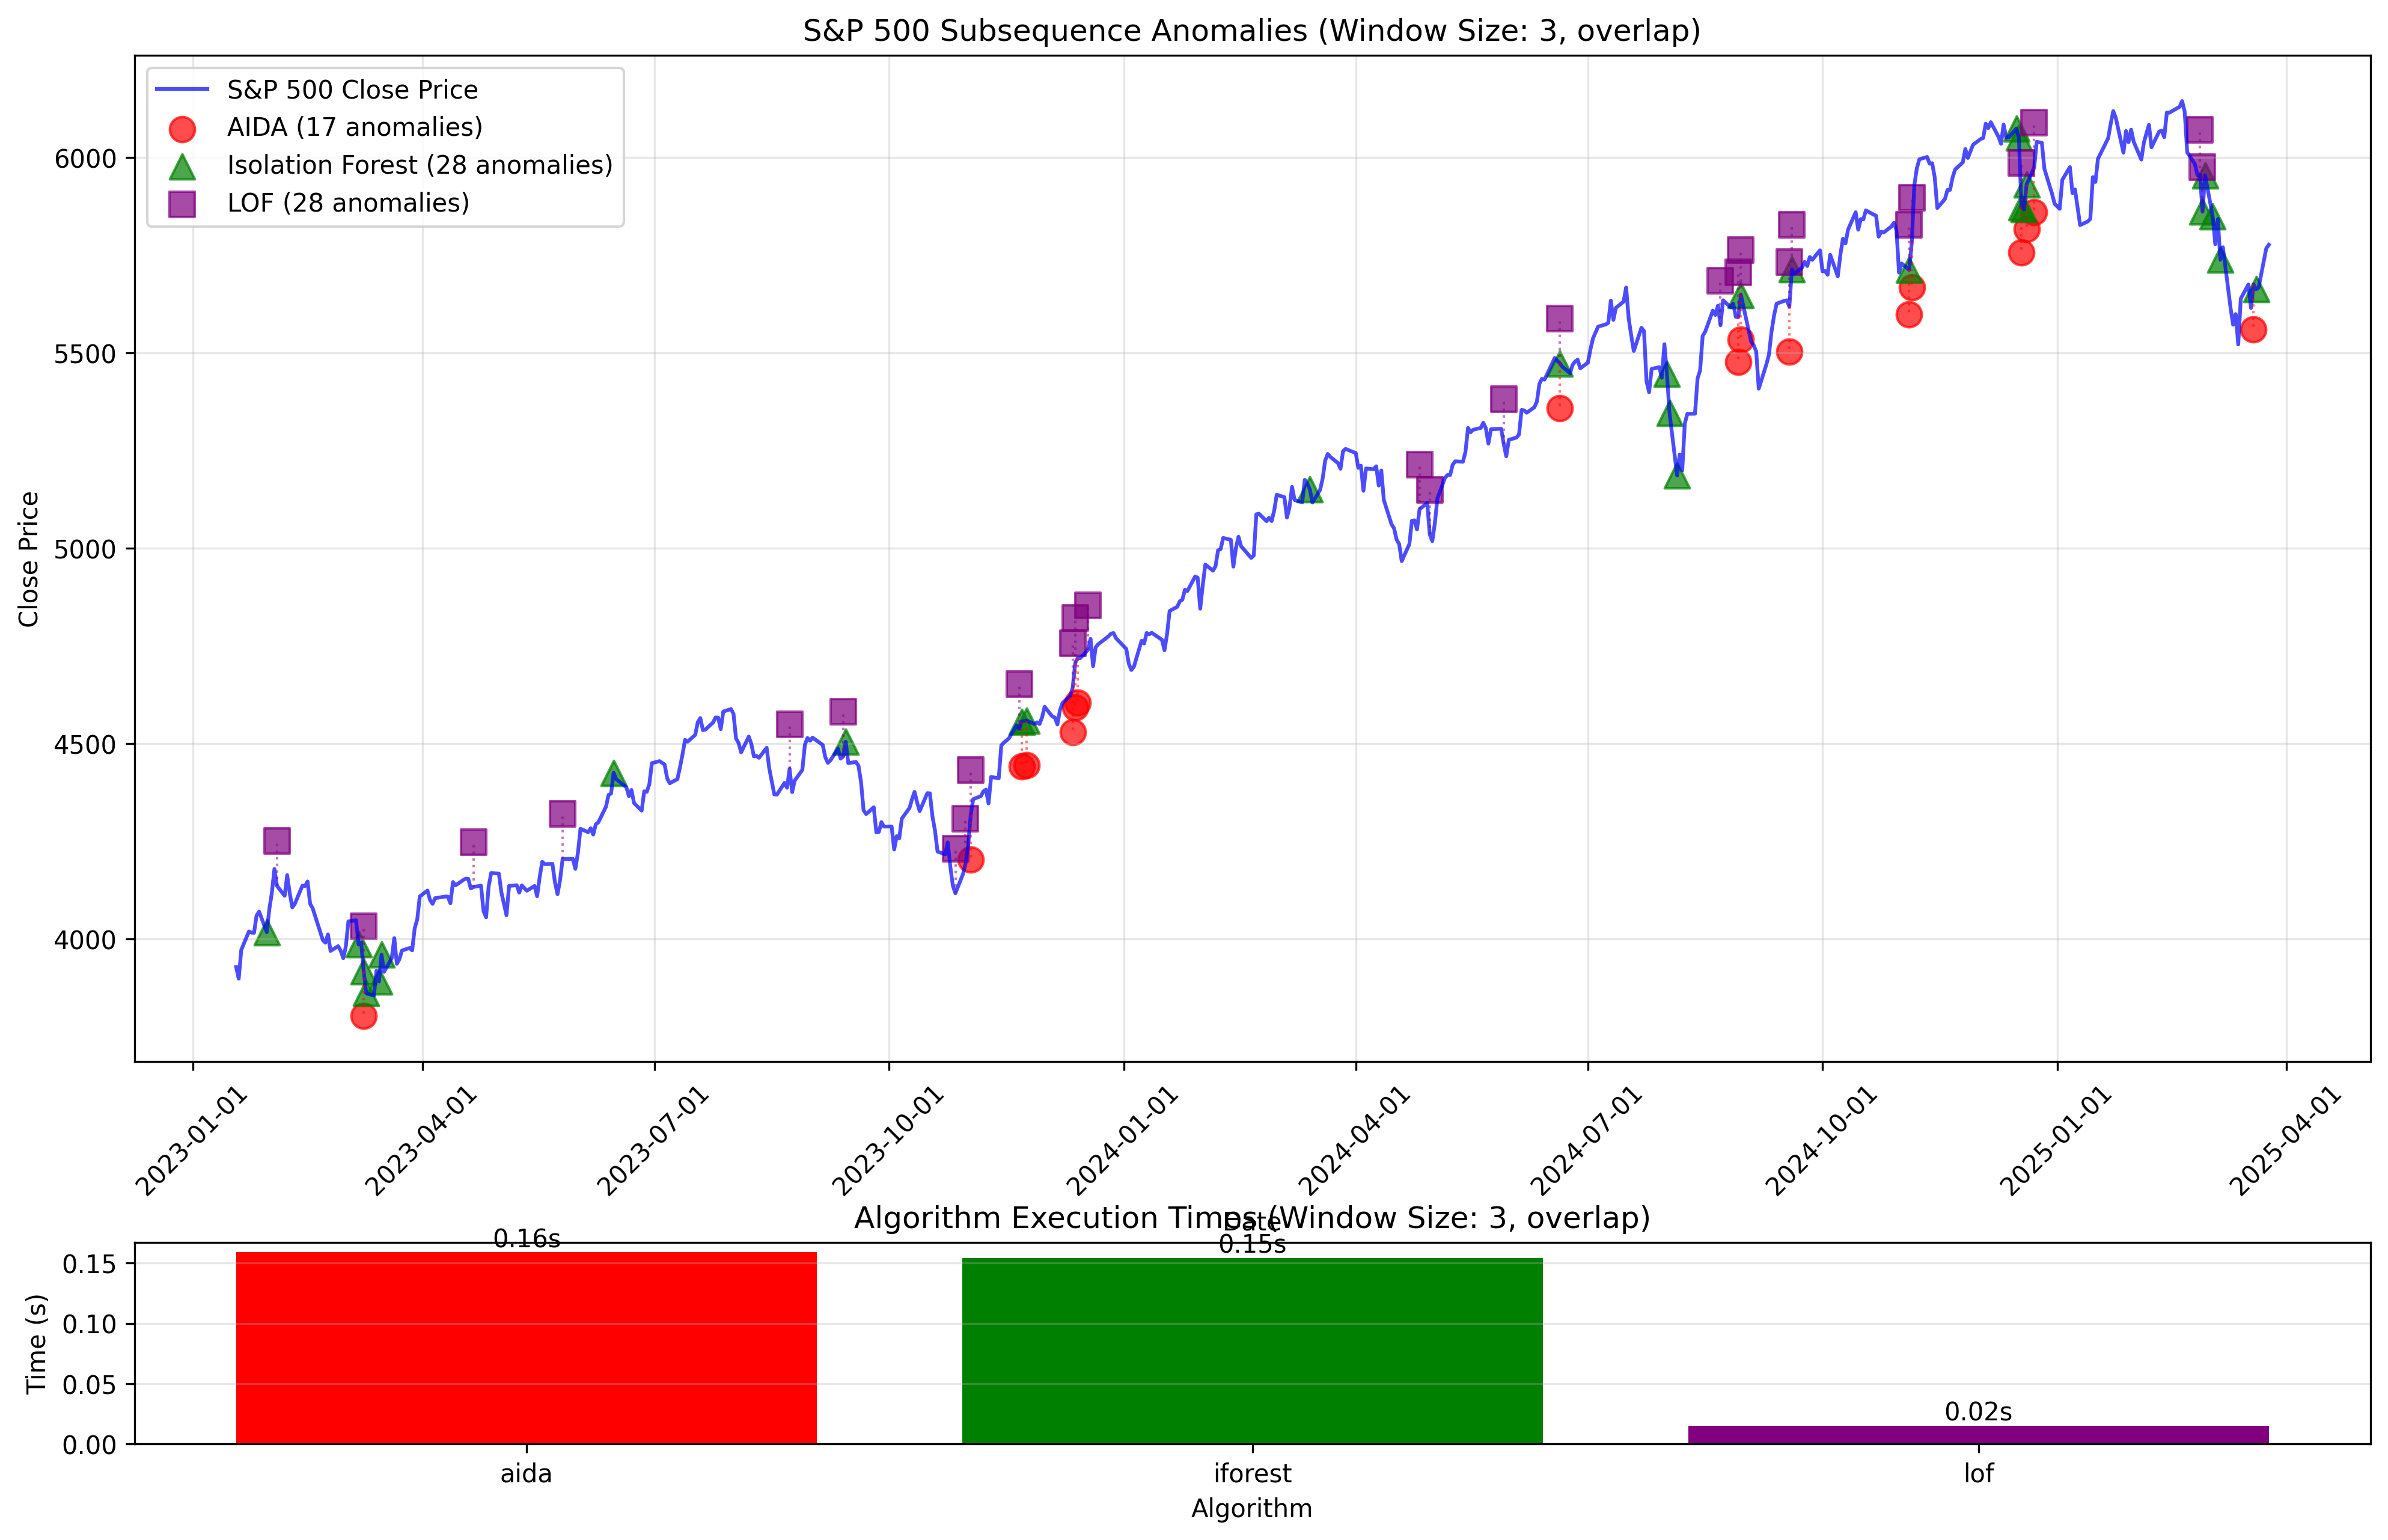 S&P 500 Subsequence Anomalies (Window Size: 3, overlap)
S&P 500 Close Price
AIDA (17 anomalies)
Isolation Forest (28 anomalies)
LOF (28 anomalies)
Close Price
6000
5500
5000
4500
4000
2023-01-01
2023-04-01
2023-07-01
2023-10-01
2024-01-01
2024-04-01
2024-07-01
2024-10-01
2025-01-01
2025-04-01
Date
Algorithm Execution Times (Window Size: 3, overlap)
Time (s)
0.15
0.10
0.05
0.00
0.16s
0.15s
0.02s
aida
iforest
lof
Algorithm